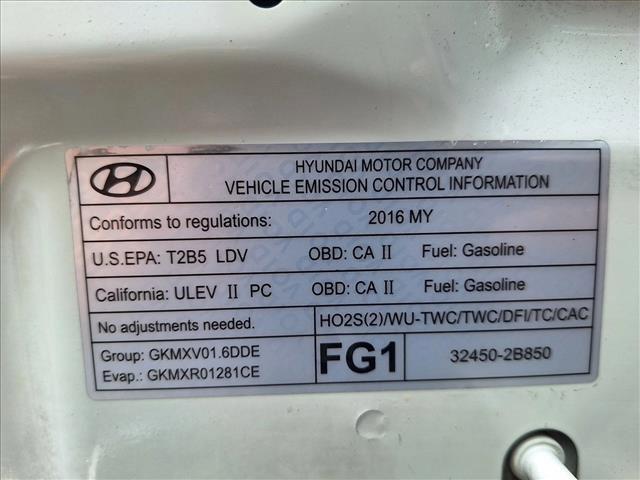 HYUNDAI MOTOR COMPANY
VEHICLE EMISSION CONTROL INFORMATION
Conforms to regulations: 2016 MY
U.S.EPA: T2B5 LDV OBD: CA II Fuel: Gasoline
California: ULEV II PC OBD: CA II Fuel: Gasoline
No adjustments needed. HO2S(2)/WU-TWC/TWC/DFI/TC/CAC
Group: GKMXV01.6DDE
Evap.: GKMXR01281CE
FG1
32450-2B850